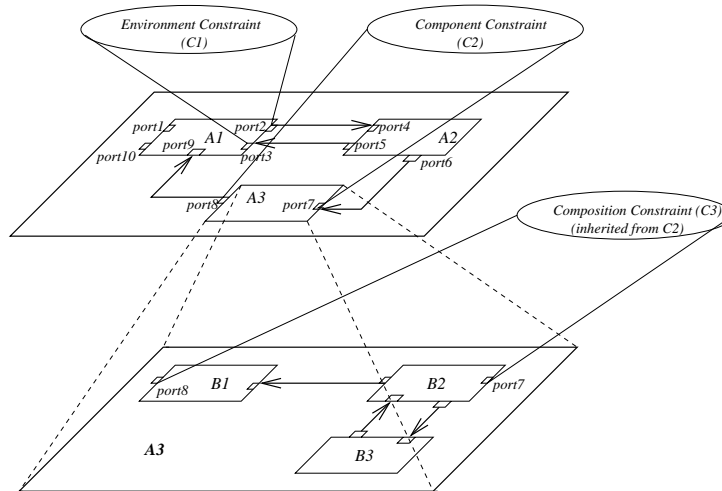 Environment Constraint
(C1)
Component Constraint
(C2)
port1
A1
port2
port4
A2
port9
port10
port3
port5
port6
port8
A3
port7
Composition Constraint (C3)
(inherited from C2)
port8
B1
B2
port7
A3
B3